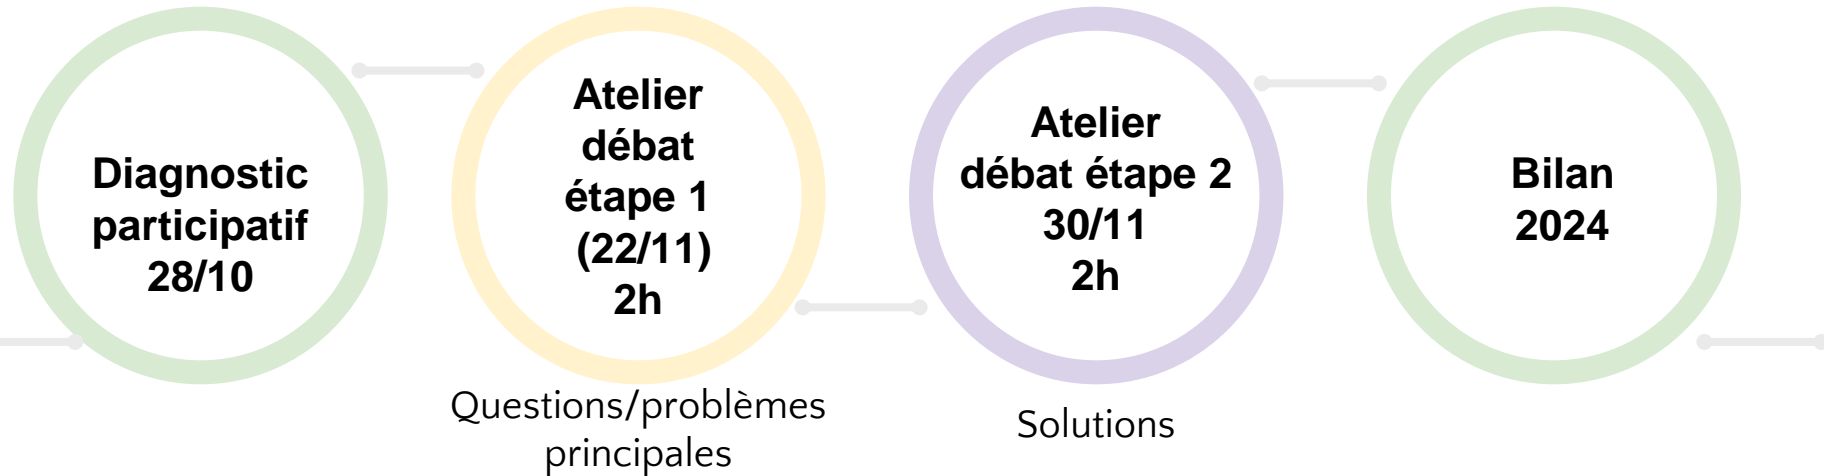 Diagnostic
participatif
28/10
Atelier
débat
étape 1
(22/11)
2h
Questions/problèmes
principales
Atelier
débat étape 2
30/11
2h
Solutions
Bilan
2024